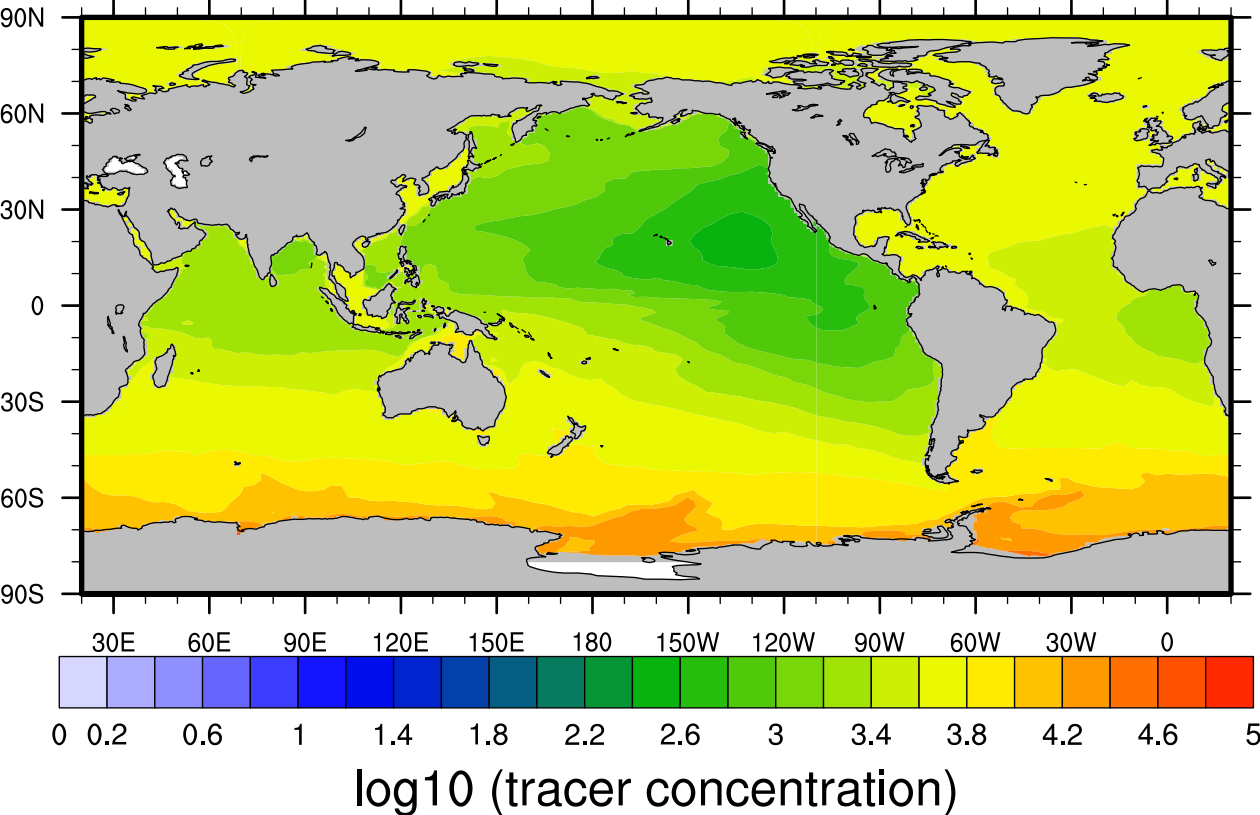 90N
60N
30N
0
30S
60S
90S
30E 60E 90E 120E 150E 180 150W 120W 90W 60W 30W 0
0 0.2 0.6 1 1.4 1.8 2.2 2.6 3 3.4 3.8 4.2 4.6 5
log10 (tracer concentration)